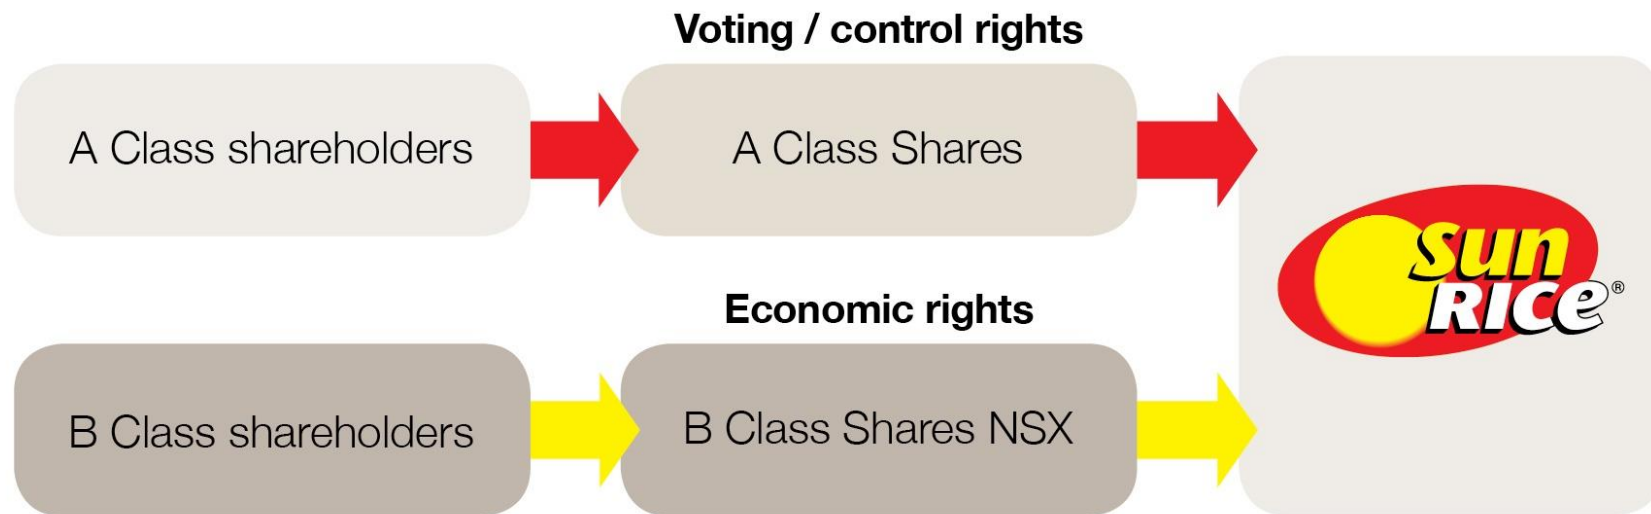 Voting / control rights
A Class shareholders
A Class Shares
Economic rights
B Class shareholders
B Class Shares NSX
Sun
RICe®